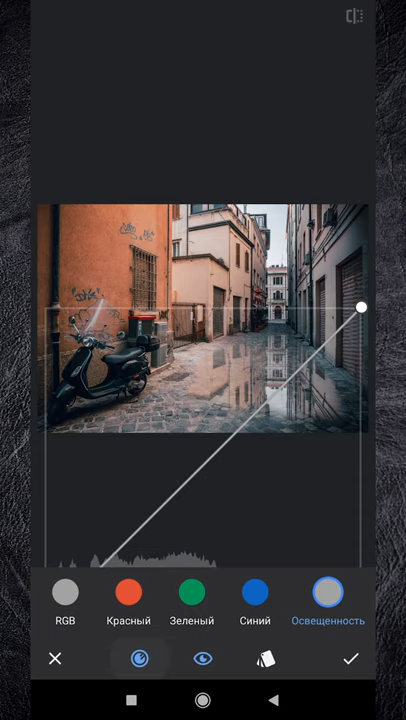 RGB
Красный
Зеленый
Синий
Освещенность